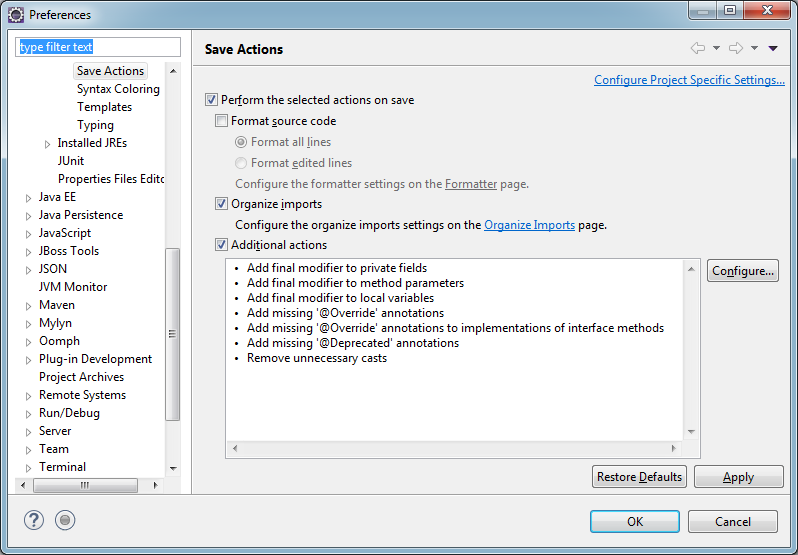 Preferences
type filter text
Save Actions
Syntax Coloring
Templates
Typing
Installed JREs
JUnit
Properties Files Edito
Java EE
Java Persistence
JavaScript
JBoss Tools
JSON
JVM Monitor
Maven
Mylyn
Oomph
Plug-in Development
Project Archives
Remote Systems
Run/Debug
Server
Team
Terminal
Save Actions
Configure Project Specific Settings...
Perform the selected actions on save
Format source code
Format all lines
Format edited lines
Configure the formatter settings on the Formatter page.
Organize imports
Configure the organize imports settings on the Organize Imports page.
Additional actions
• Add final modifier to private fields
• Add final modifier to method parameters
• Add final modifier to local variables
• Add missing '@Override' annotations
• Add missing '@Override' annotations to implementations of interface methods
• Add missing '@Deprecated' annotations
• Remove unnecessary casts
Configure...
Restore Defaults
Apply
?
OK
Cancel